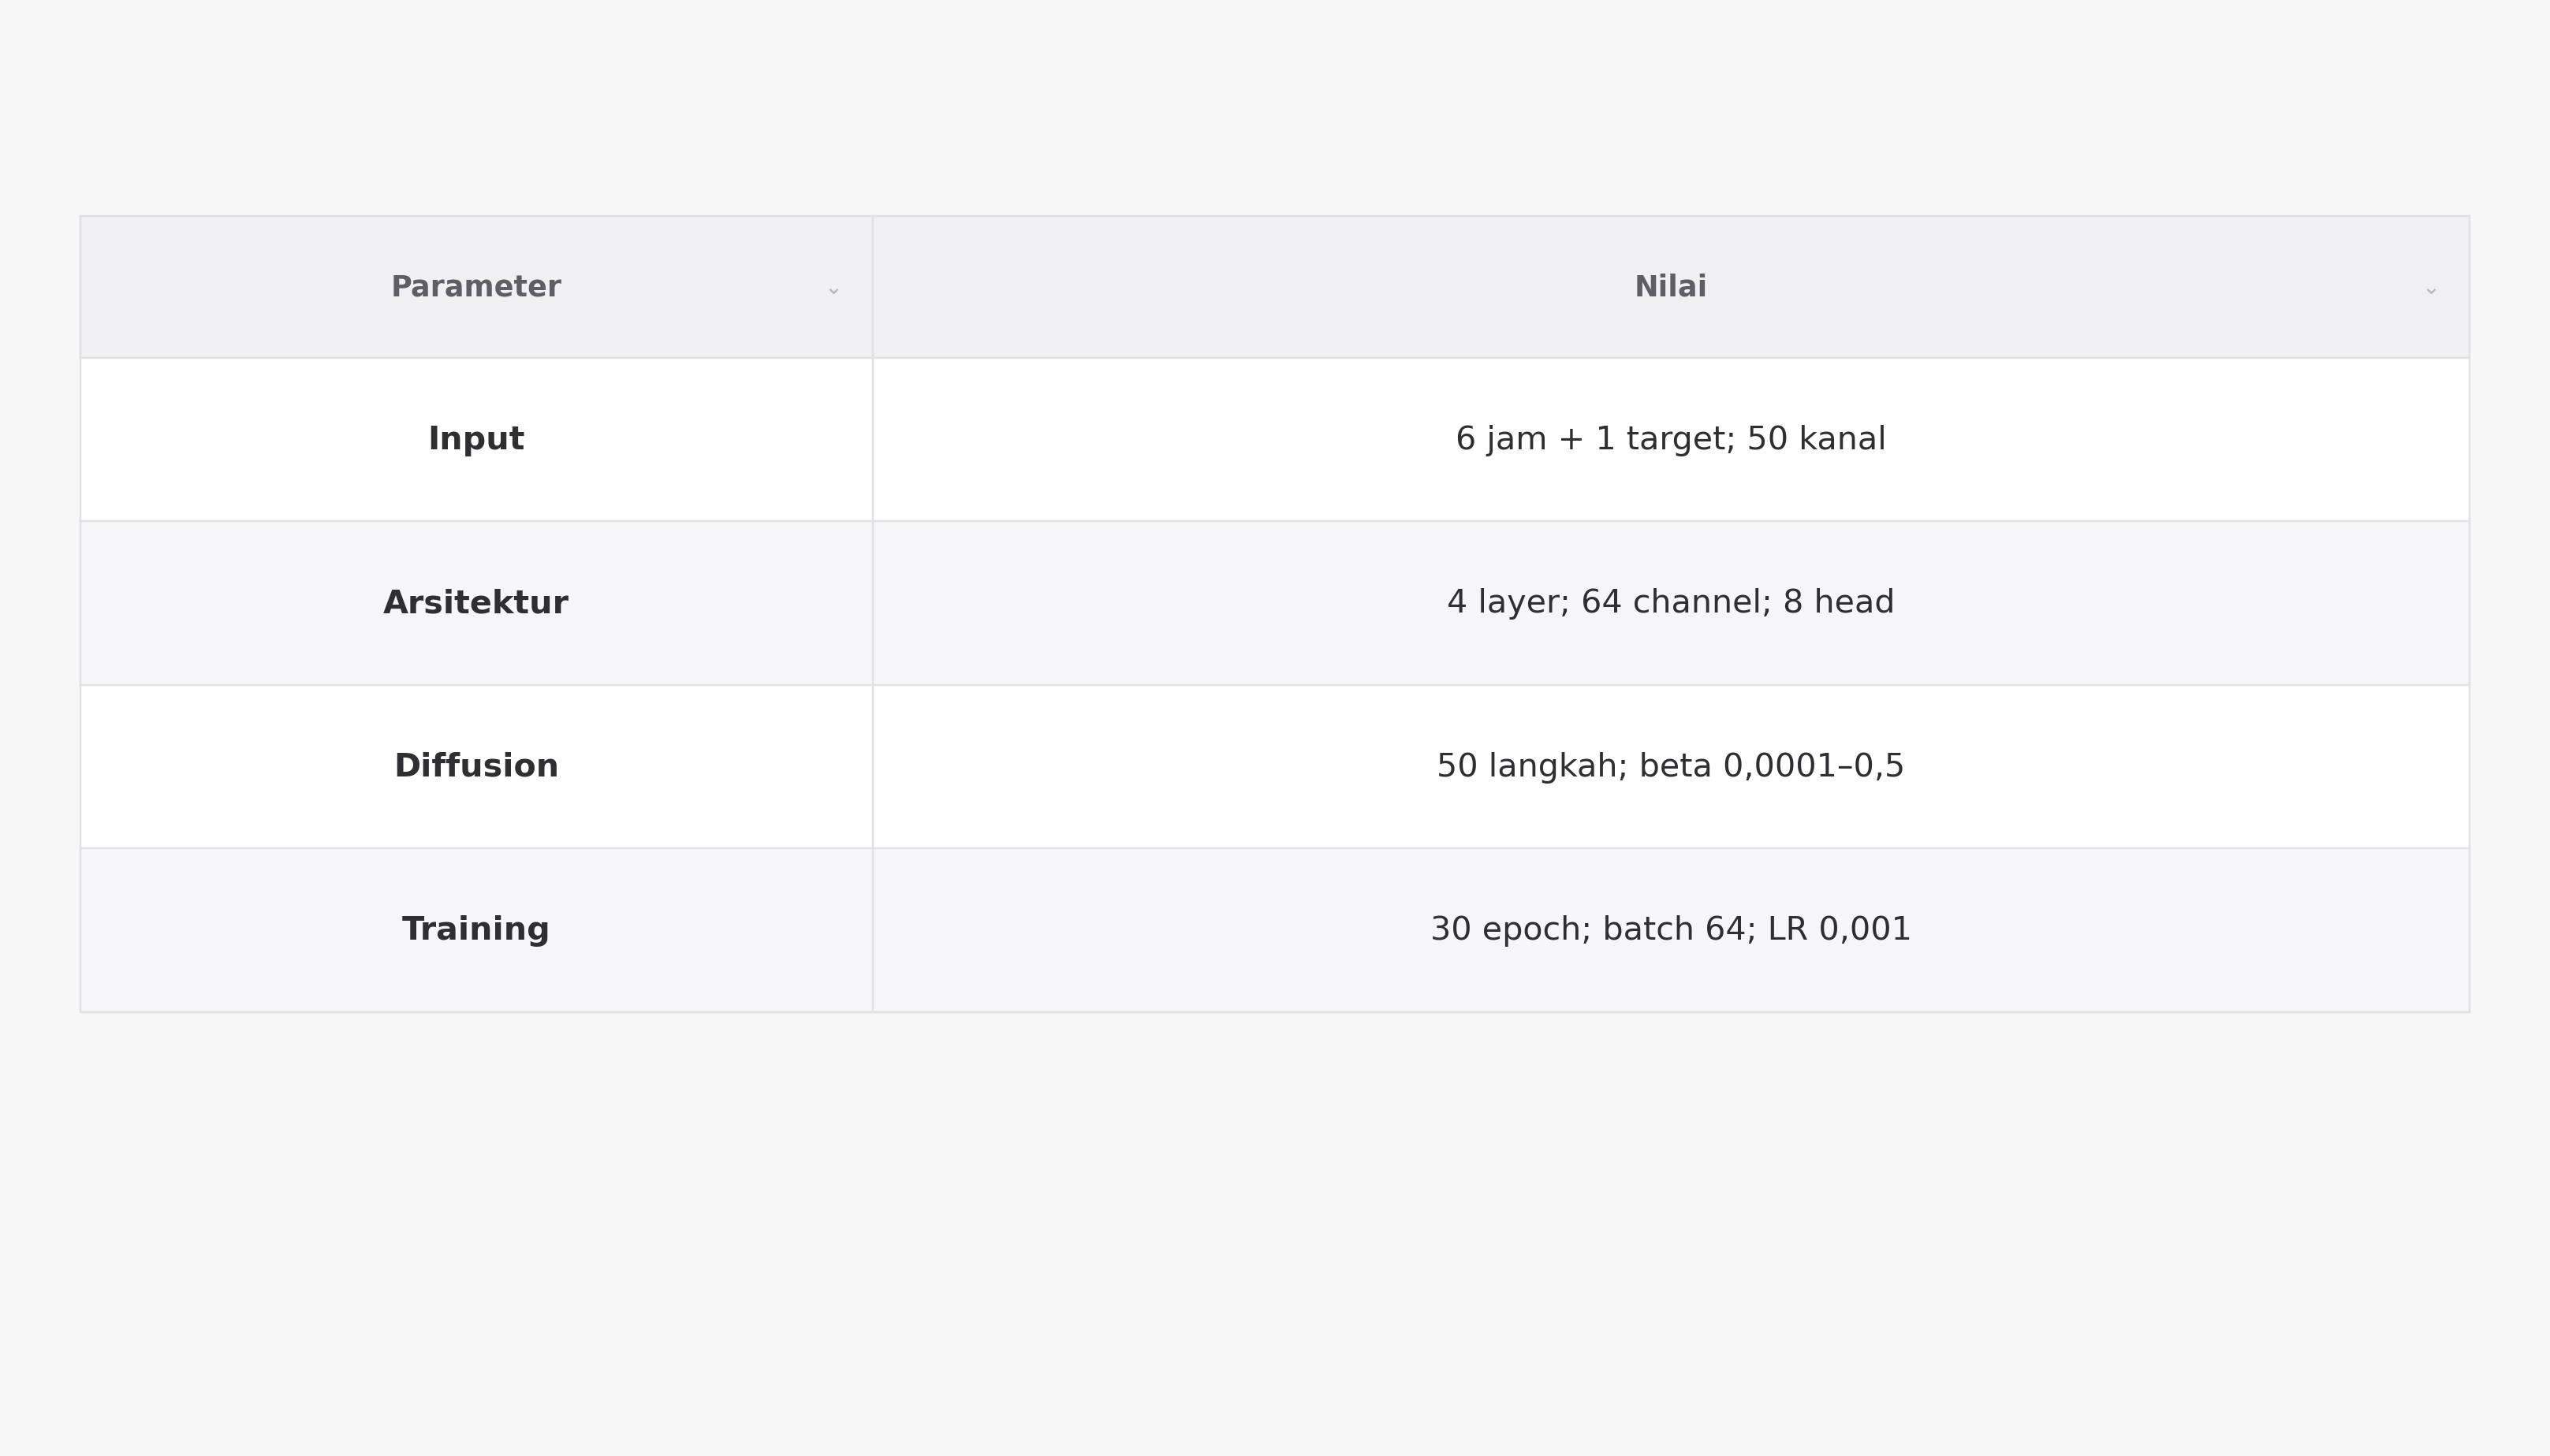 Parameter
Nilai
Input
6 jam + 1 target; 50 kanal
Arsitektur
4 layer; 64 channel; 8 head
Diffusion
50 langkah; beta 0,0001–0,5
Training
30 epoch; batch 64; LR 0,001